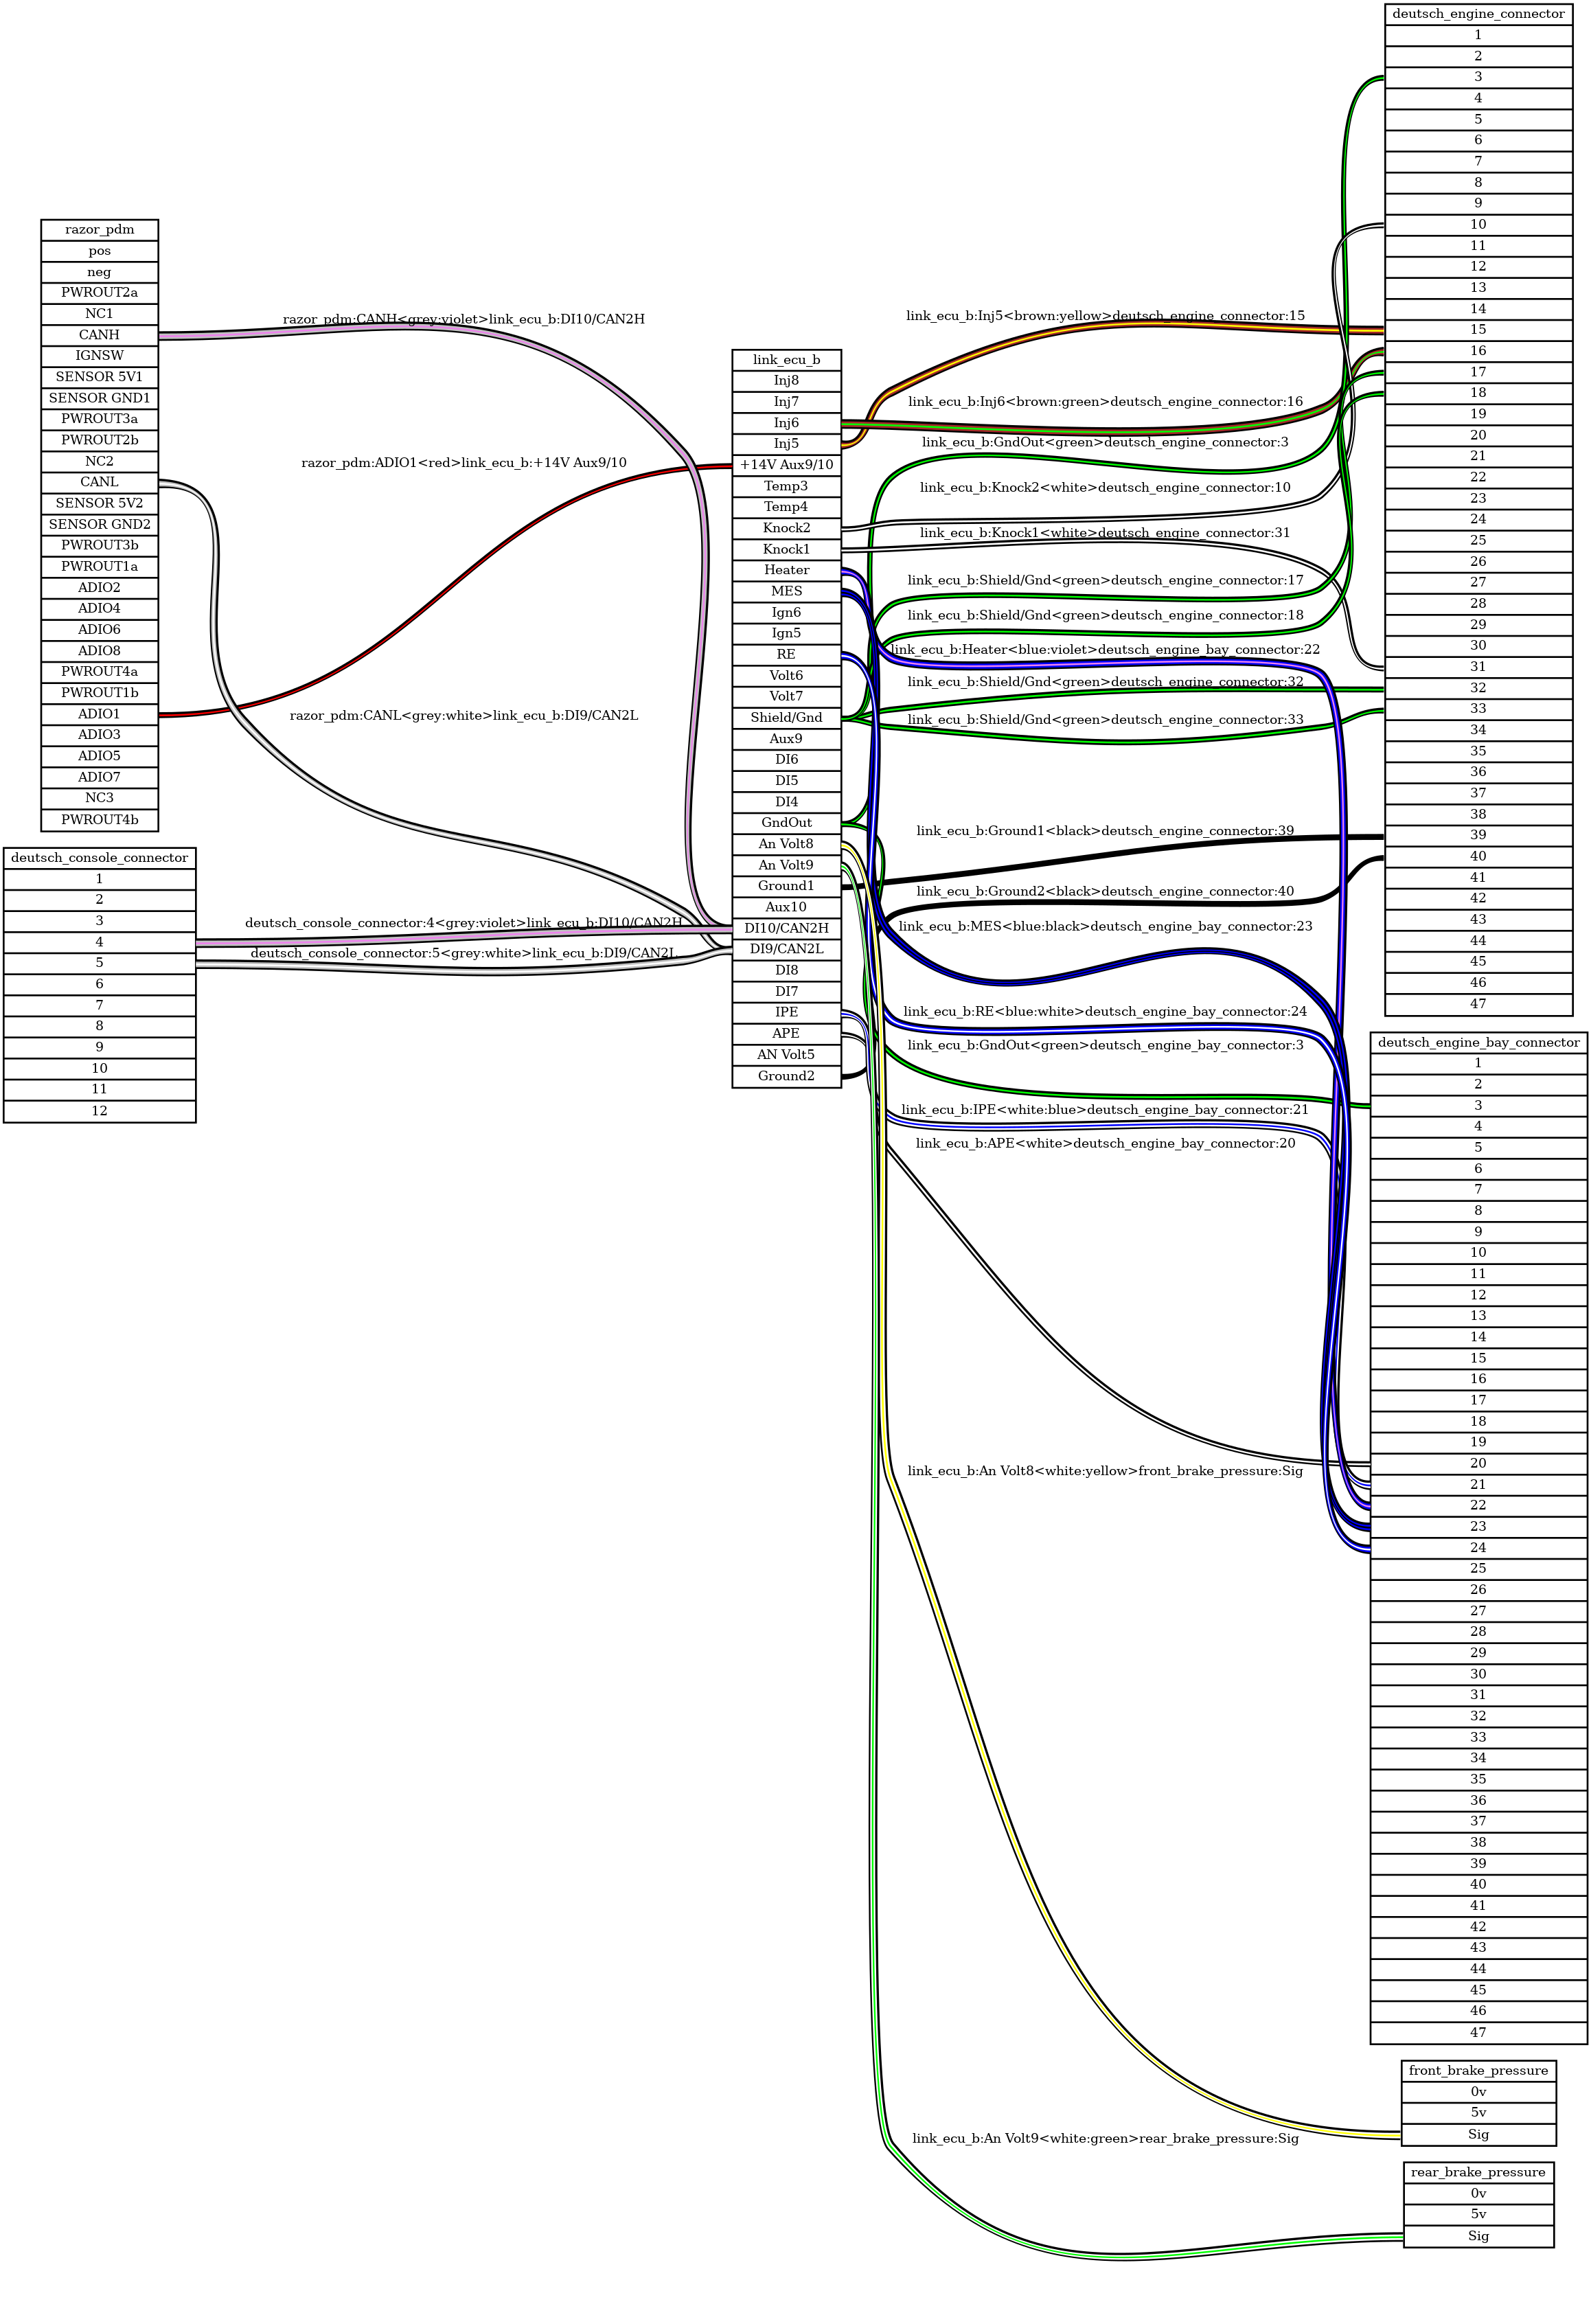 razor_pdm
pos
neg
PWROUT2a
NC1
CANH
IGNSW
SENSOR 5V1
SENSOR GND1
PWROUT3a
PWROUT2b
NC2
CANL
SENSOR 5V2
SENSOR GND2
PWROUT3b
PWROUT1a
ADIO2
ADIO4
ADIO6
ADIO8
PWROUT4a
PWROUT1b
ADIO1
ADIO3
ADIO5
ADIO7
NC3
PWROUT4b
deutsch_console_connector
1
2
3
4
5
6
7
8
9
10
11
12
razor_pdm:CANH<grey:violet>link_ecu_b:DI10/CAN2H
razor_pdm:ADIO1<red>link_ecu_b:+14V Aux9/10
razor_pdm:CANL<grey:white>link_ecu_b:DI9/CAN2L
deutsch_console_connector:4<grey:violet>link_ecu_b:DI10/CAN2H
deutsch_console_connector:5<grey:white>link_ecu_b:DI9/CAN2L
link_ecu_b
Inj8
Inj7
Inj6
Inj5
+14V Aux9/10
Temp3
Temp4
Knock2
Knock1
Heater
MES
Ign6
Ign5
RE
Volt6
Volt7
Shield/Gnd
Aux9
DI6
DI5
DI4
GndOut
An Volt8
An Volt9
Ground1
Aux10
DI10/CAN2H
DI9/CAN2L
DI8
DI7
IPE
APE
AN Volt5
Ground2
link_ecu_b:Inj5<brown:yellow>deutsch_engine_connector:15
link_ecu_b:Inj6<brown:green>deutsch_engine_connector:16
link_ecu_b:GndOut<green>deutsch_engine_connector:3
link_ecu_b:Knock2<white>deutsch_engine_connector:10
link_ecu_b:Knock1<white>deutsch_engine_connector:31
link_ecu_b:Shield/Gnd<green>deutsch_engine_connector:17
link_ecu_b:Shield/Gnd<green>deutsch_engine_connector:18
link_ecu_b:Heater<blue:violet>deutsch_engine_bay_connector:22
link_ecu_b:Shield/Gnd<green>deutsch_engine_connector:32
link_ecu_b:Shield/Gnd<green>deutsch_engine_connector:33
link_ecu_b:Ground1<black>deutsch_engine_connector:39
link_ecu_b:Ground2<black>deutsch_engine_connector:40
link_ecu_b:MES<blue:black>deutsch_engine_bay_connector:23
link_ecu_b:RE<blue:white>deutsch_engine_bay_connector:24
link_ecu_b:GndOut<green>deutsch_engine_bay_connector:3
link_ecu_b:IPE<white:blue>deutsch_engine_bay_connector:21
link_ecu_b:APE<white>deutsch_engine_bay_connector:20
link_ecu_b:An Volt8<white:yellow>front_brake_pressure:Sig
link_ecu_b:An Volt9<white:green>rear_brake_pressure:Sig
deutsch_engine_connector
1
2
3
4
5
6
7
8
9
10
11
12
13
14
15
16
17
18
19
20
21
22
23
24
25
26
27
28
29
30
31
32
33
34
35
36
37
38
39
40
41
42
43
44
45
46
47
deutsch_engine_bay_connector
1
2
3
4
5
6
7
8
9
10
11
12
13
14
15
16
17
18
19
20
21
22
23
24
25
26
27
28
29
30
31
32
33
34
35
36
37
38
39
40
41
42
43
44
45
46
47
front_brake_pressure
0v
5v
Sig
rear_brake_pressure
0v
5v
Sig